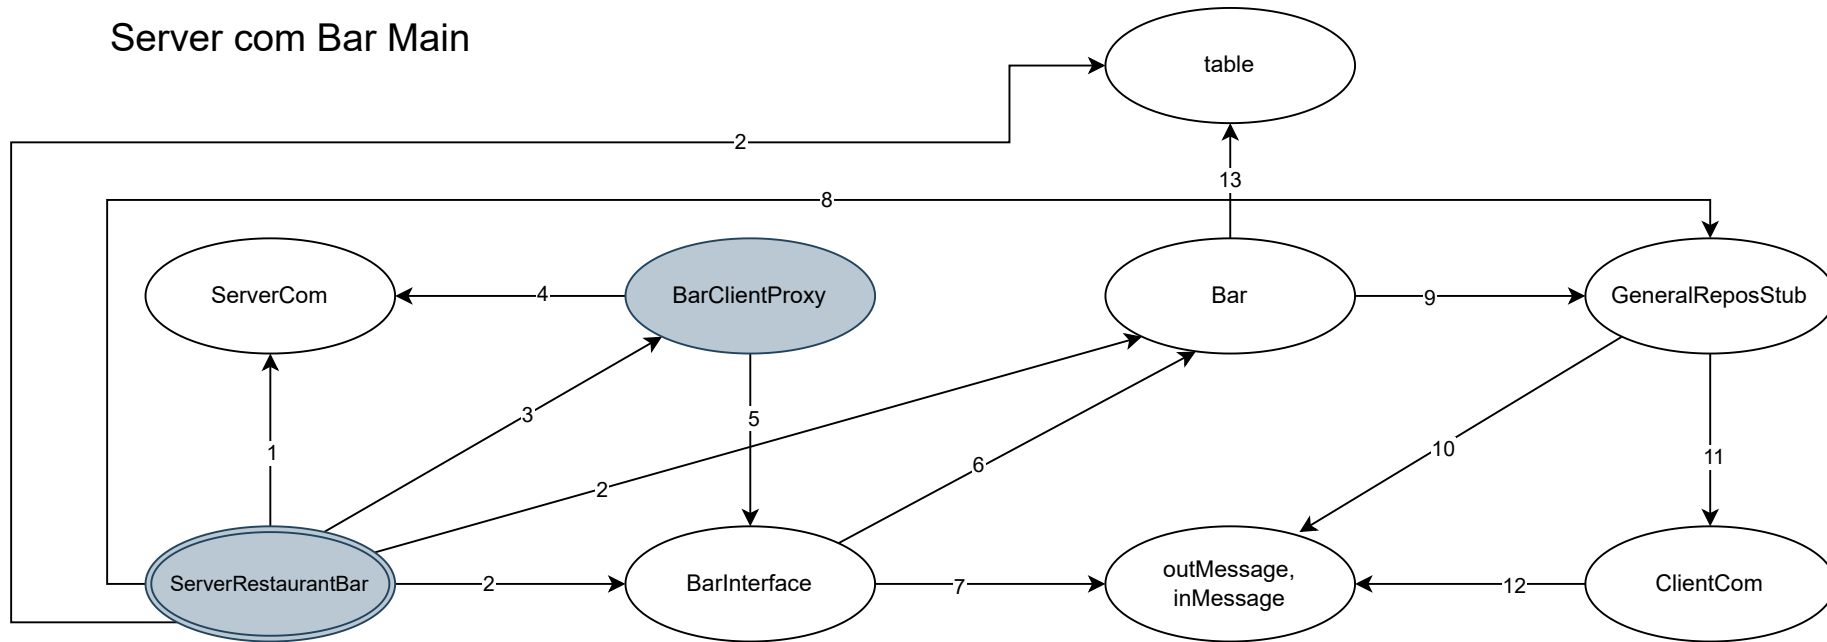 Server com Bar Main
table
2
13
8
ServerCom
4
BarClientProxy
Bar
9
GeneralReposStub
3
5
1
2
6
10
11
ServerRestaurantBar
2
BarInterface
7
outMessage,
inMessage
12
ClientCom